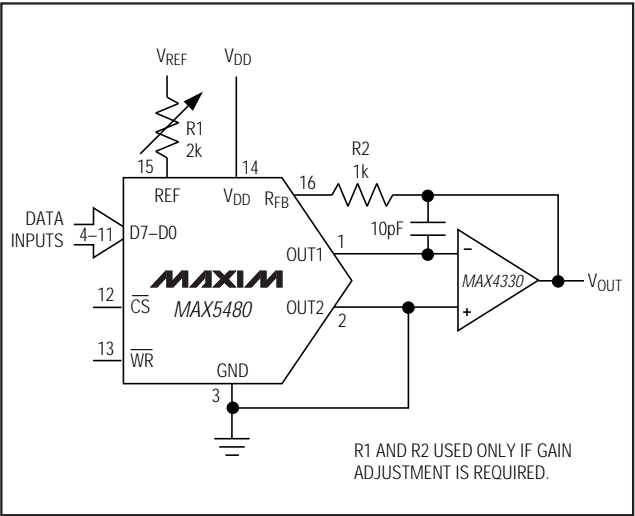 VREF
VDD
R1
2k
R2
1k
15
14
16
REF
VDD
RFB
DATA
INPUTS
4–11
D7–D0
10pF
OUT1
1
–
MAXIM
MAX5480
MAX4330
VOUT
12
C̅S̅
OUT2
2
+
13
W̅R̅
GND
3
R1 AND R2 USED ONLY IF GAIN
ADJUSTMENT IS REQUIRED.